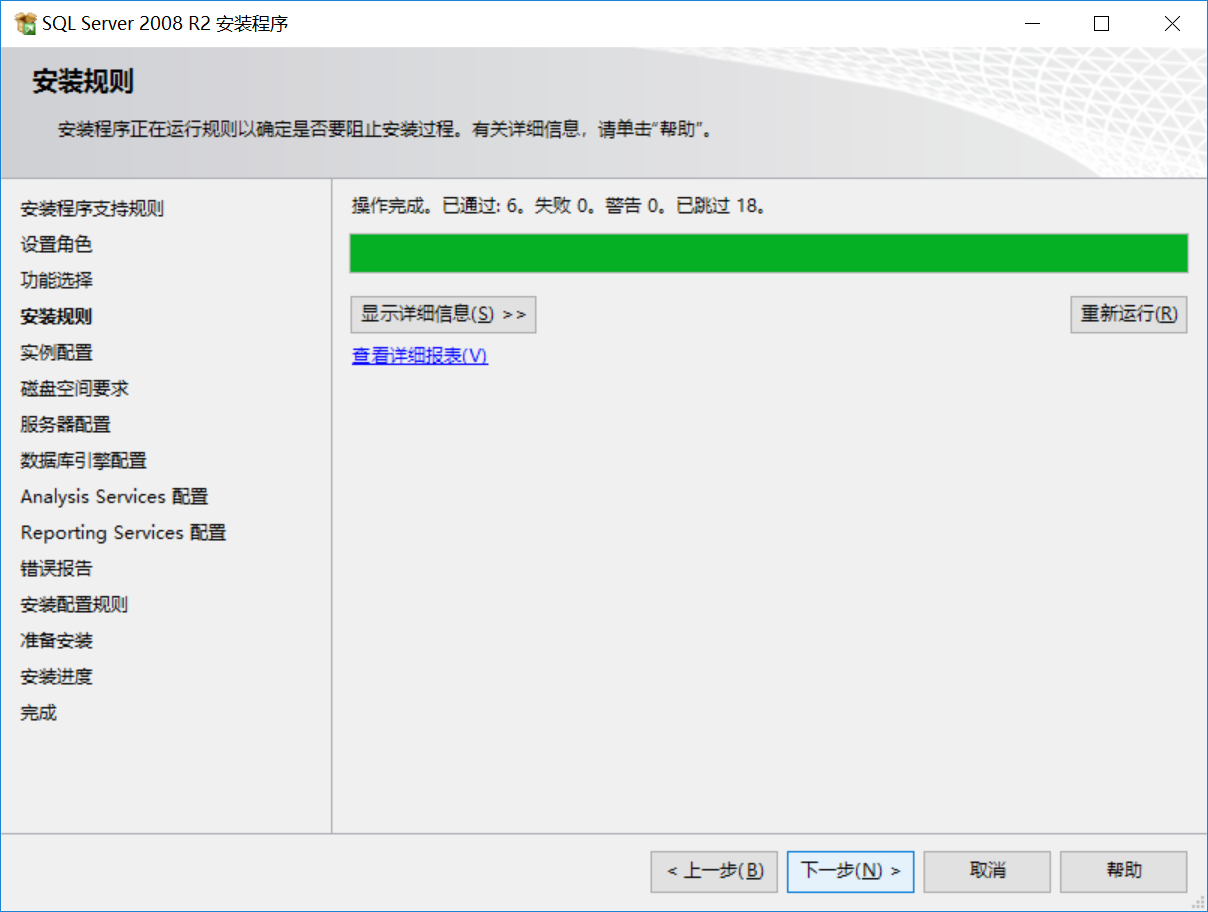 SQL Server 2008 R2 安装程序
安装规则
安装程序正在运行规则以确定是否要阻止安装过程。有关详细信息，请单击“帮助”。
安装程序支持规则
设置角色
功能选择
安装规则
实例配置
磁盘空间要求
服务器配置
数据库引擎配置
Analysis Services 配置
Reporting Services 配置
错误报告
安装配置规则
准备安装
安装进度
完成
操作完成。已通过: 6。失败 0。警告 0。已跳过 18。
显示详细信息(S) >>
重新运行(R)
查看详细报表(V)
< 上一步(B)
下一步(N) >
取消
帮助